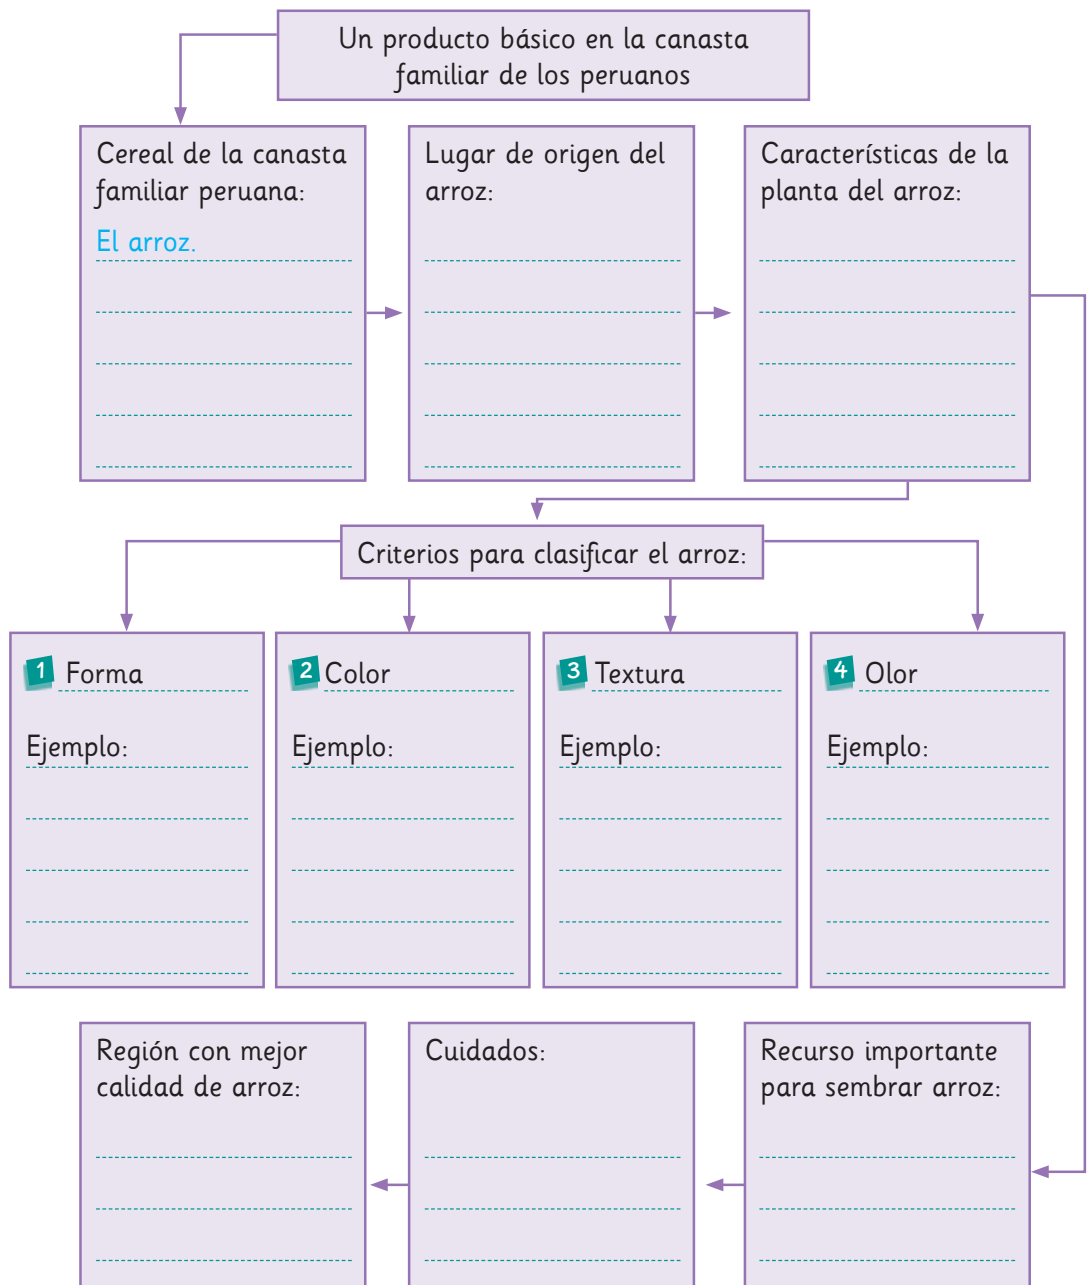 Un producto básico en la canasta
familiar de los peruanos
Cereal de la canasta
familiar peruana:
El arroz.
Lugar de origen del
arroz:
Características de la
planta del arroz:
Criterios para clasificar el arroz:
1 Forma
Ejemplo:
2 Color
Ejemplo:
3 Textura
Ejemplo:
4 Olor
Ejemplo:
Región con mejor
calidad de arroz:
Cuidados:
Recurso importante
para sembrar arroz: